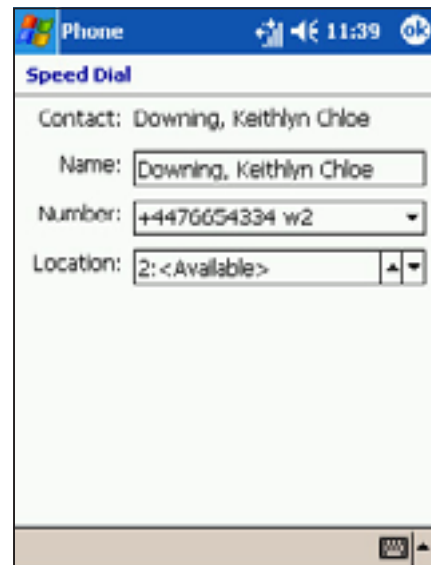 Phone 11:39 ok
Speed Dial
Contact: Downing, Keithlyn Chloe
Name: Downing, Keithlyn Chloe
Number: +4476654334 w2
Location: 2:<Available>